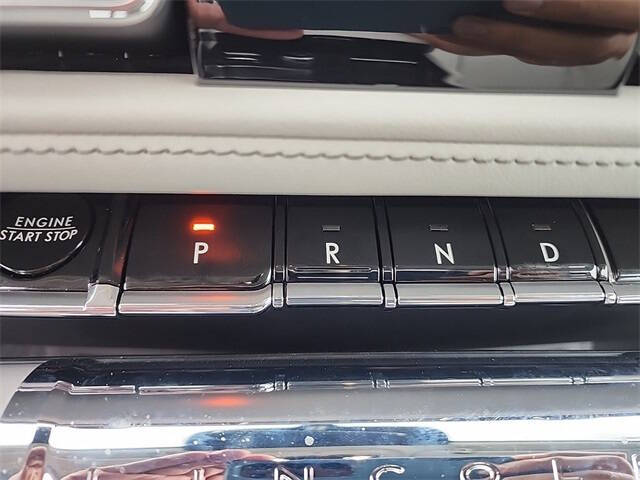 ENGINE
START STOP
P R N D
L I N C O L N